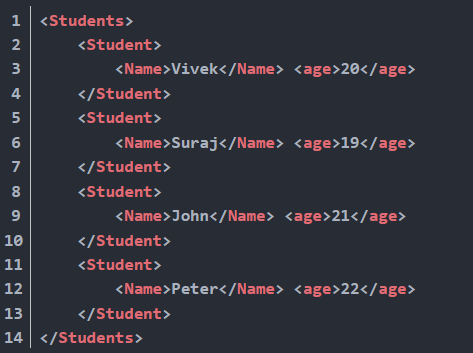 1 <Students>
2 <Student>
3 <Name>Vivek</Name> <age>20</age>
4 </Student>
5 <Student>
6 <Name>Suraj</Name> <age>19</age>
7 </Student>
8 <Student>
9 <Name>John</Name> <age>21</age>
10 </Student>
11 <Student>
12 <Name>Peter</Name> <age>22</age>
13 </Student>
14 </Students>